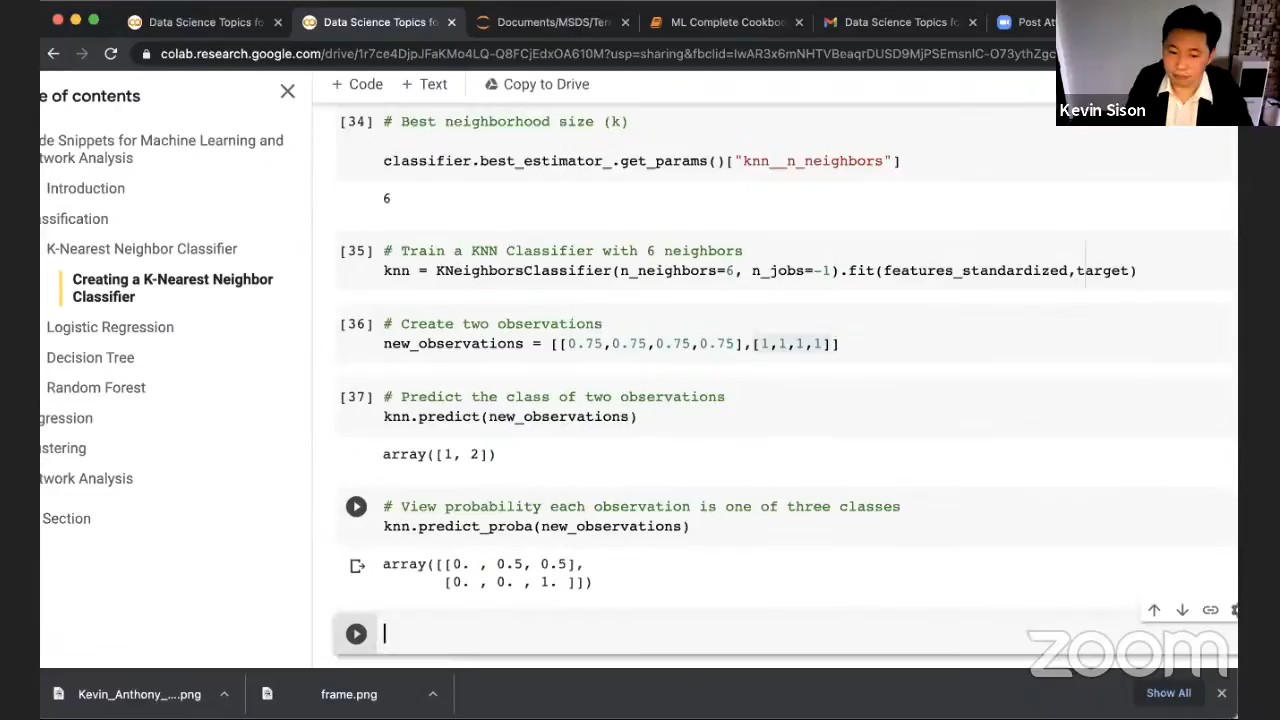 Data Science Topics fo
Data Science Topics fo
Documents/MSDS/Ter
ML Complete Cookbo
Data Science Topics fo
Post Att
colab.research.google.com/drive/1r7ce4DjpJFaKMo4LQ-Q8FCjEdxOA610M?usp=sharing&fbclid=IwAR3x6mNHTVBeaqrDUSD9MjPSEmsnlC-O73ythZgc
Kevin Sison
e of contents
+ Code + Text Copy to Drive
de Snippets for Machine Learning and
twork Analysis
Introduction
ssification
K-Nearest Neighbor Classifier
Creating a K-Nearest Neighbor
Classifier
Logistic Regression
Decision Tree
Random Forest
gression
stering
twork Analysis
Section
[34] # Best neighborhood size (k)
classifier.best_estimator_.get_params()["knn__n_neighbors"]
6
[35] # Train a KNN Classifier with 6 neighbors
knn = KNeighborsClassifier(n_neighbors=6, n_jobs=-1).fit(features_standardized,target)
[36] # Create two observations
new_observations = [[0.75,0.75,0.75,0.75],[1,1,1,1]]
[37] # Predict the class of two observations
knn.predict(new_observations)
array([1, 2])
# View probability each observation is one of three classes
knn.predict_proba(new_observations)
array([[0. , 0.5, 0.5],
[0. , 0. , 1. ]])
zoom
Kevin_Anthony_....png
frame.png
Show All